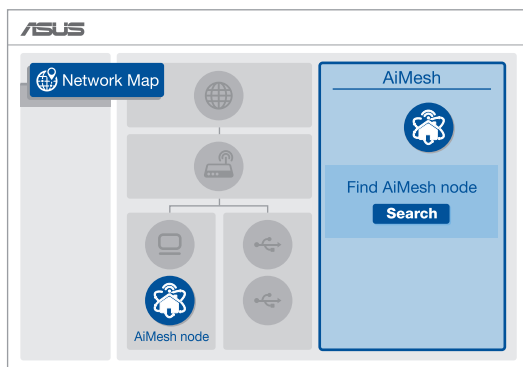 ASUS
Network Map
AiMesh
Find AiMesh node
Search
AiMesh node